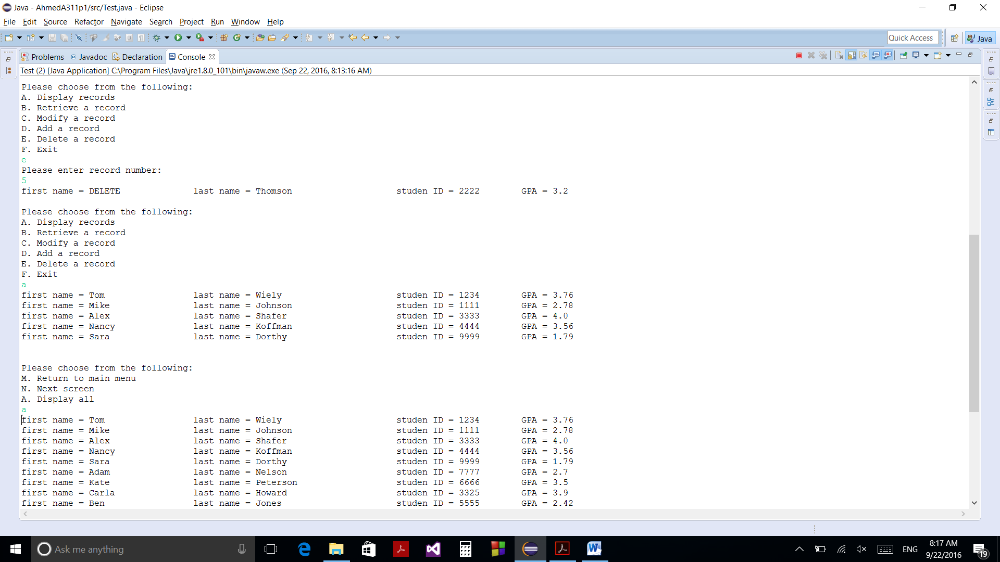 Java - AhmedA311p1/src/Test.java - Eclipse
File Edit Source Refactor Navigate Search Project Run Window Help
Quick Access Java
Problems @ Javadoc Declaration Console
Test (2) [Java Application] C:\Program Files\Java\jre1.8.0_101\bin\javaw.exe (Sep 22, 2016, 8:13:16 AM)
Please choose from the following:
A. Display records
B. Retrieve a record
C. Modify a record
D. Add a record
E. Delete a record
F. Exit
e
Please enter record number:
5
first name = DELETE last name = Thomson studen ID = 2222 GPA = 3.2
Please choose from the following:
A. Display records
B. Retrieve a record
C. Modify a record
D. Add a record
E. Delete a record
F. Exit
a
first name = Tom last name = Wiely studen ID = 1234 GPA = 3.76
first name = Mike last name = Johnson studen ID = 1111 GPA = 2.78
first name = Alex last name = Shafer studen ID = 3333 GPA = 4.0
first name = Nancy last name = Koffman studen ID = 4444 GPA = 3.56
first name = Sara last name = Dorthy studen ID = 9999 GPA = 1.79
Please choose from the following:
M. Return to main menu
N. Next screen
A. Display all
a
first name = Tom last name = Wiely studen ID = 1234 GPA = 3.76
first name = Mike last name = Johnson studen ID = 1111 GPA = 2.78
first name = Alex last name = Shafer studen ID = 3333 GPA = 4.0
first name = Nancy last name = Koffman studen ID = 4444 GPA = 3.56
first name = Sara last name = Dorthy studen ID = 9999 GPA = 1.79
first name = Adam last name = Nelson studen ID = 7777 GPA = 2.7
first name = Kate last name = Peterson studen ID = 6666 GPA = 3.5
first name = Carla last name = Howard studen ID = 3325 GPA = 3.9
first name = Ben last name = Jones studen ID = 5555 GPA = 2.42
Ask me anything
ENG
8:17 AM
9/22/2016
19